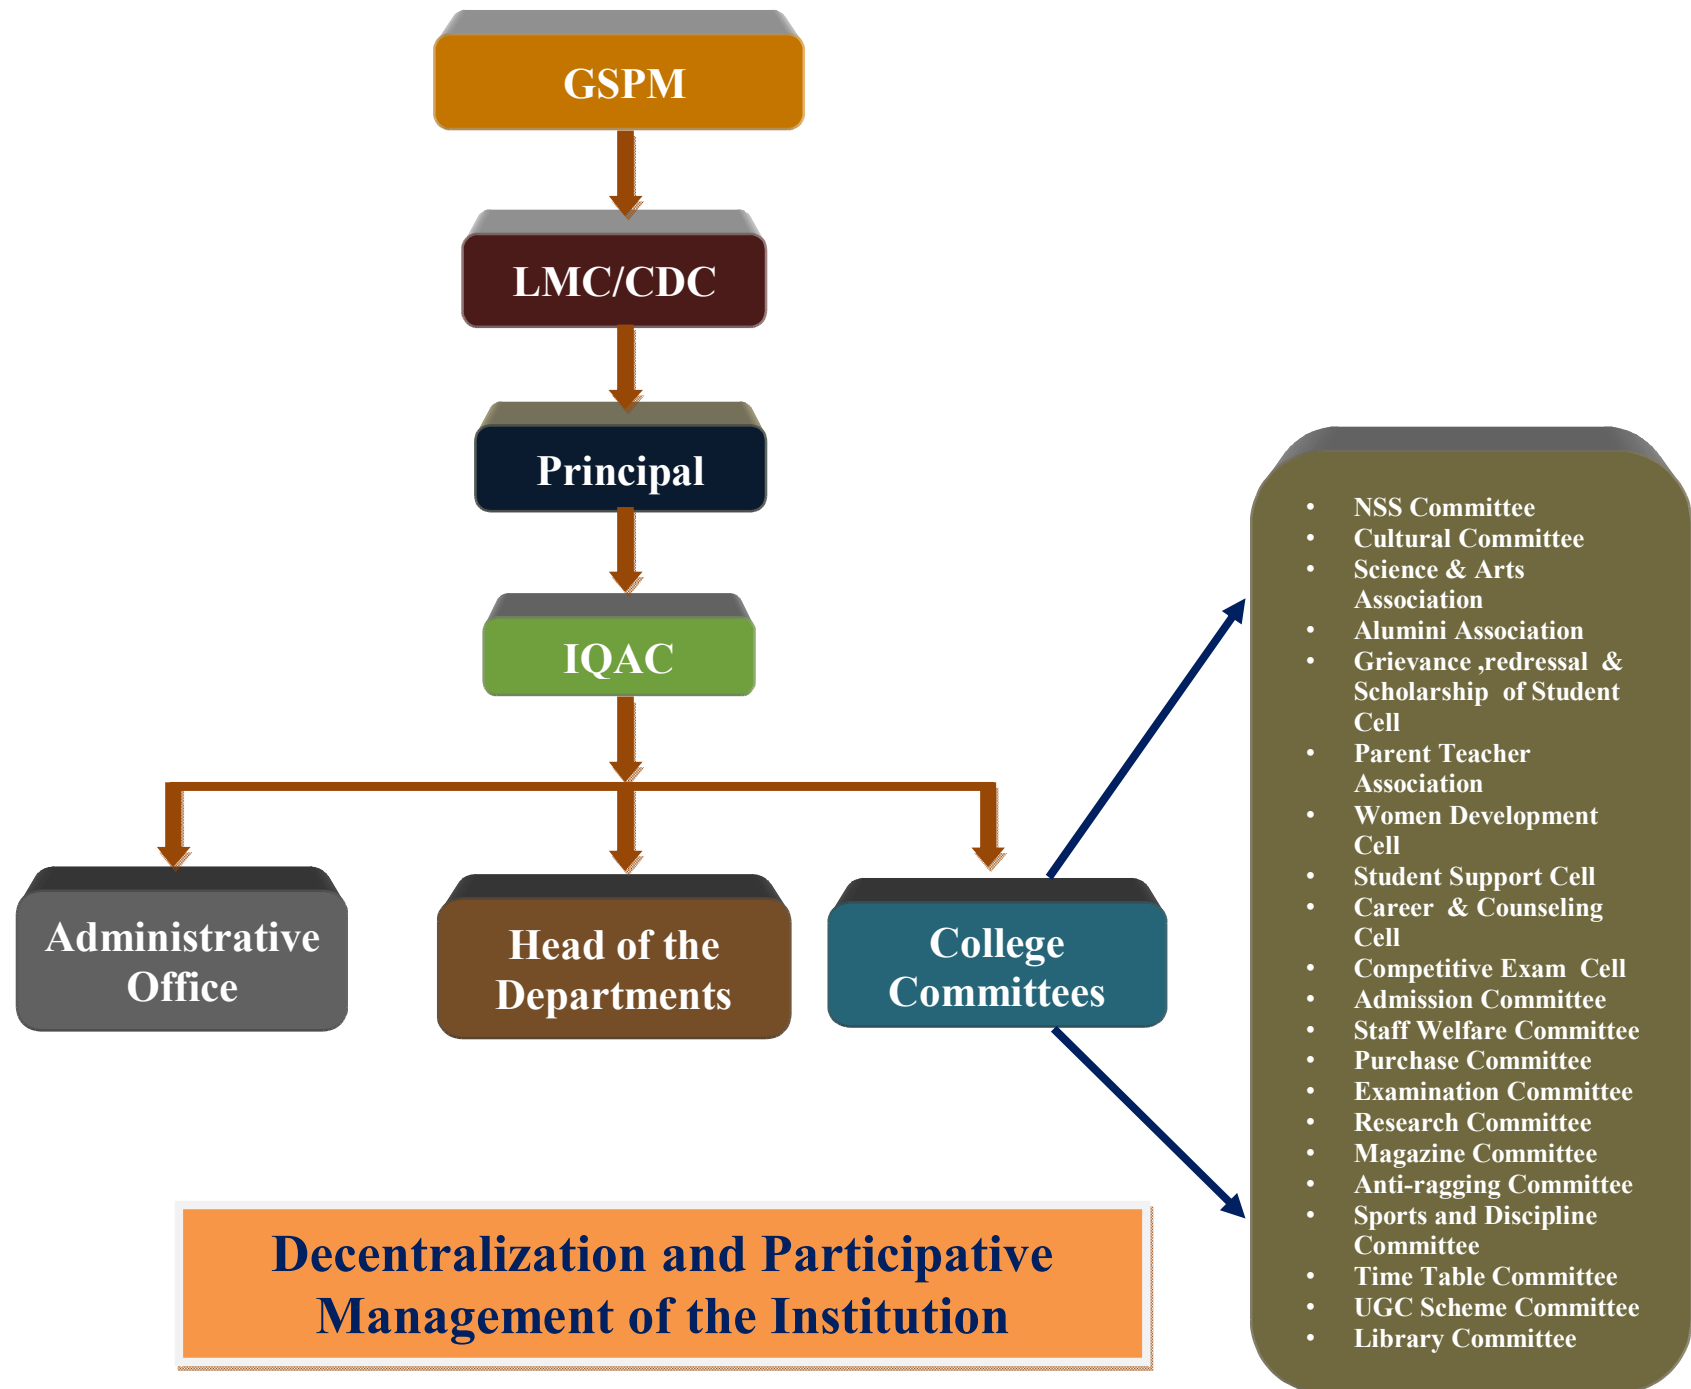 GSPM
LMC/CDC
Principal
IQAC
Administrative
Office
Head of the
Departments
College
Committees
• NSS Committee
• Cultural Committee
• Science & Arts
Association
• Alumini Association
• Grievance ,redressal &
Scholarship of Student
Cell
• Parent Teacher
Association
• Women Development
Cell
• Student Support Cell
• Career & Counseling
Cell
• Competitive Exam Cell
• Admission Committee
• Staff Welfare Committee
• Purchase Committee
• Examination Committee
• Research Committee
• Magazine Committee
• Anti-ragging Committee
• Sports and Discipline
Committee
• Time Table Committee
• UGC Scheme Committee
• Library Committee
Decentralization and Participative
Management of the Institution